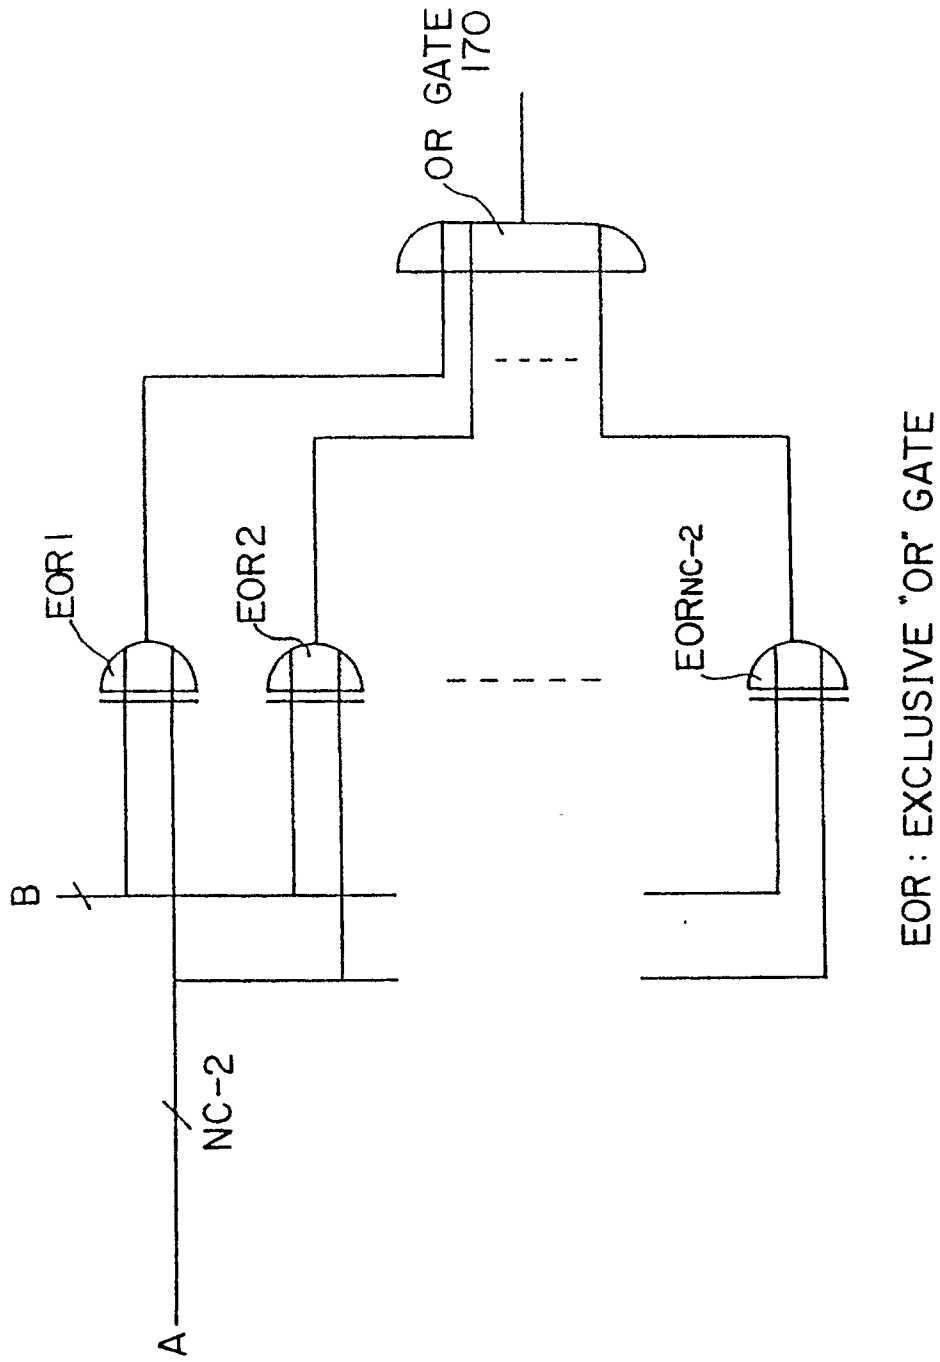 OR GATE
170
EOR1
EOR2
EORNC-2
B
NC-2
A
EOR : EXCLUSIVE "OR" GATE